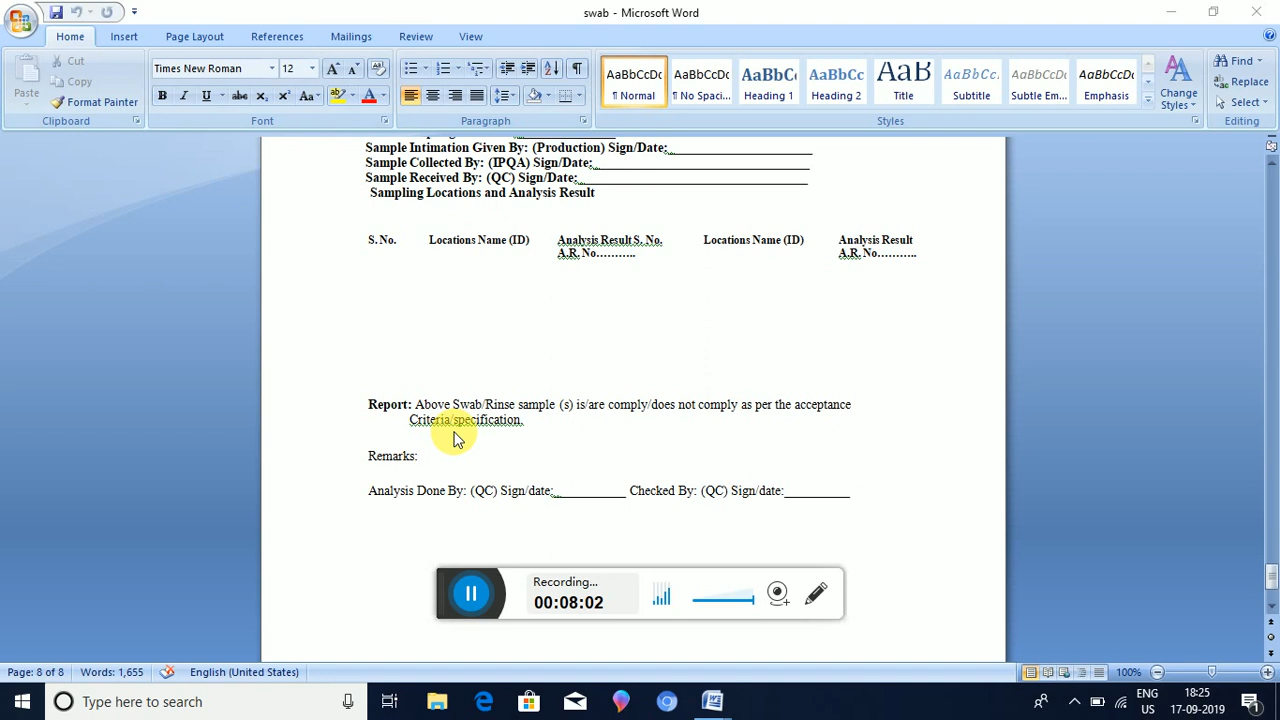 swab - Microsoft Word
Home Insert Page Layout References Mailings Review View
Paste
Cut
Copy
Format Painter
Clipboard
Times New Roman 12
Font
Paragraph
AaBbCcDc AaBbCcDc AaBbCc AaBbCc AaB AaBbCc. AaBbCcDc AaBbCcDc
¶ Normal ¶ No Spaci... Heading 1 Heading 2 Title Subtitle Subtle Em... Emphasis
Change Styles
Styles
Find
Replace
Select
Editing
Sample Intimation Given By: (Production) Sign/Date:
Sample Collected By: (IPQA) Sign/Date:
Sample Received By: (QC) Sign/Date:
Sampling Locations and Analysis Result
S. No. Locations Name (ID) Analysis Result S. No. Locations Name (ID) Analysis Result
A.R. No……….. A.R. No………..
Report: Above Swab/Rinse sample (s) is/are comply/does not comply as per the acceptance
Criteria/specification.
Remarks:
Analysis Done By: (QC) Sign/date:___________ Checked By: (QC) Sign/date:__________
Recording...
00:08:02
Page: 8 of 8 Words: 1,655 English (United States) 100%
Type here to search
ENG
US
18:25
17-09-2019
1